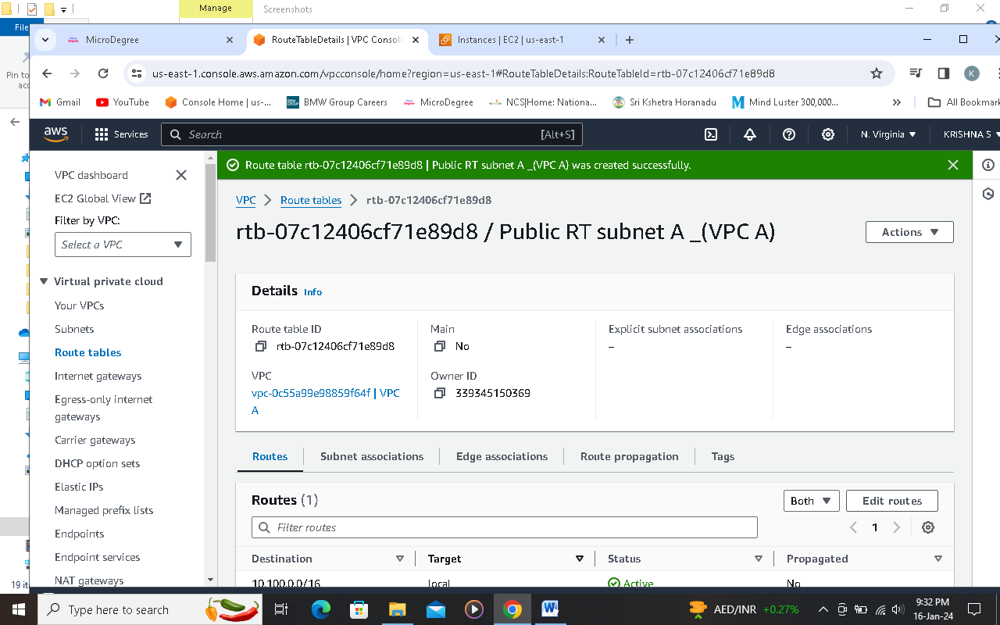 Manage
Screenshots
File
MicroDegree
RouteTableDetails | VPC Consol
Instances | EC2 | us-east-1
Pin to
us-east-1.console.aws.amazon.com/vpcconsole/home?region=us-east-1#RouteTableDetails:RouteTableId=rtb-07c12406cf71e89d8
K
Gmail
YouTube
Console Home | us-...
BMW Group Careers
MicroDegree
NCS|Home: Nationa...
Sri Kshetra Horanadu
Mind Luster 300,000...
All Bookmar
aws
Services
Search
[Alt+S]
N. Virginia
KRISHNA S
Route table rtb-07c12406cf71e89d8 | Public RT subnet A _(VPC A) was created successfully.
VPC dashboard
EC2 Global View
Filter by VPC:
Select a VPC
Virtual private cloud
Your VPCs
Subnets
Route tables
Internet gateways
Egress-only internet
gateways
Carrier gateways
DHCP option sets
Elastic IPs
Managed prefix lists
Endpoints
Endpoint services
NAT gateways
VPC
Route tables
rtb-07c12406cf71e89d8
rtb-07c12406cf71e89d8 / Public RT subnet A _(VPC A)
Actions
Details Info
Route table ID
rtb-07c12406cf71e89d8
Main
No
Explicit subnet associations
–
Edge associations
–
VPC
vpc-0c55a99e98859f64f | VPC
A
Owner ID
339345150369
Routes
Subnet associations
Edge associations
Route propagation
Tags
Routes (1)
Both
Edit routes
Filter routes
1
Destination
Target
Status
Propagated
10.100.0.0/16
local
Active
No
19 it
Type here to search
AED/INR +0.27%
9:32 PM
16-Jan-24